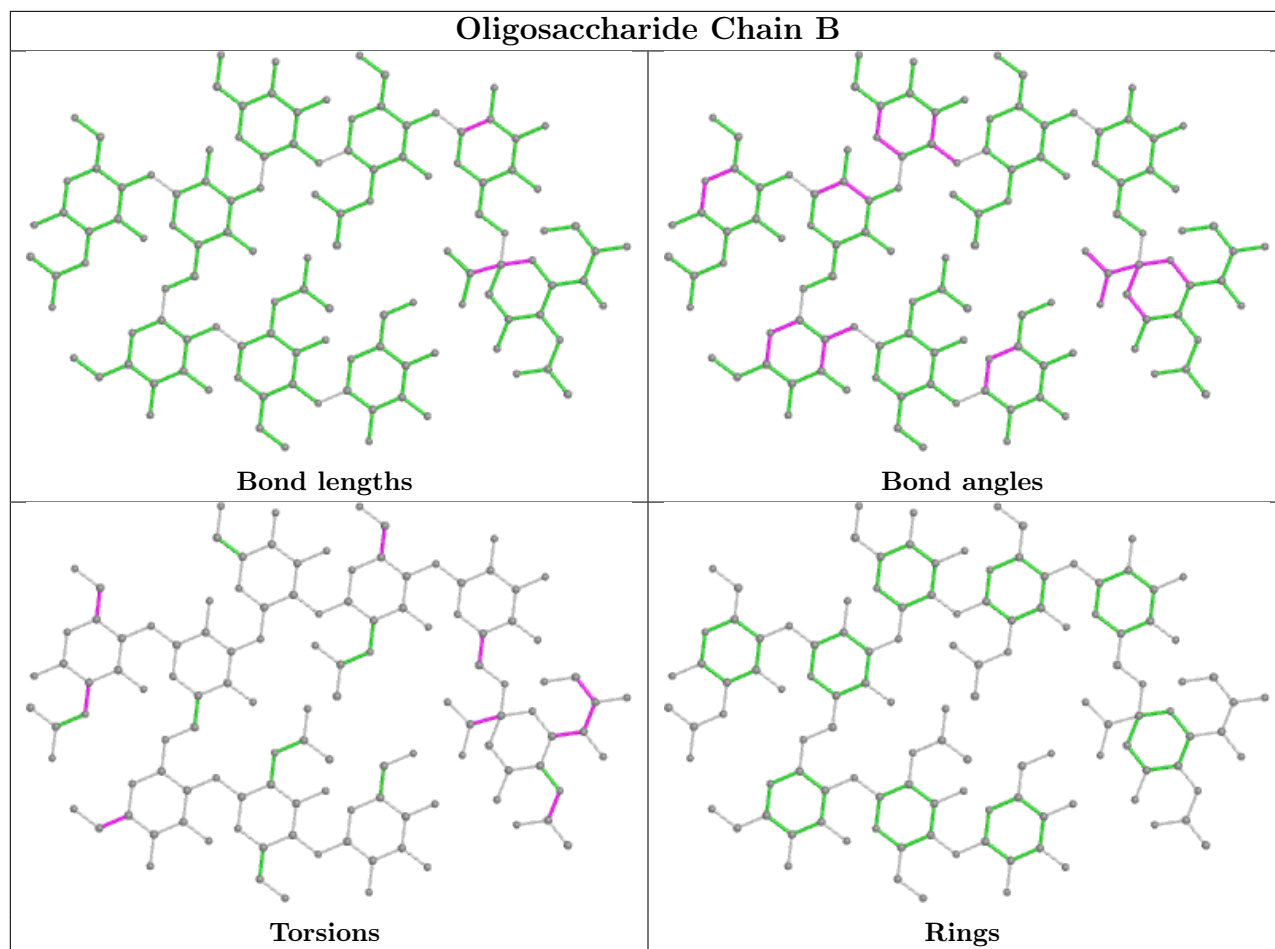 Oligosaccharide Chain B
Bond lengths
Bond angles
Torsions
Rings